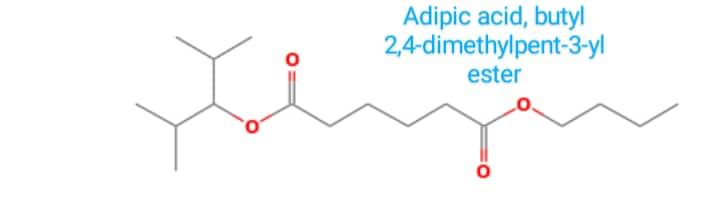 Adipic acid, butyl
2,4-dimethylpent-3-yl
ester
O
O
O
O